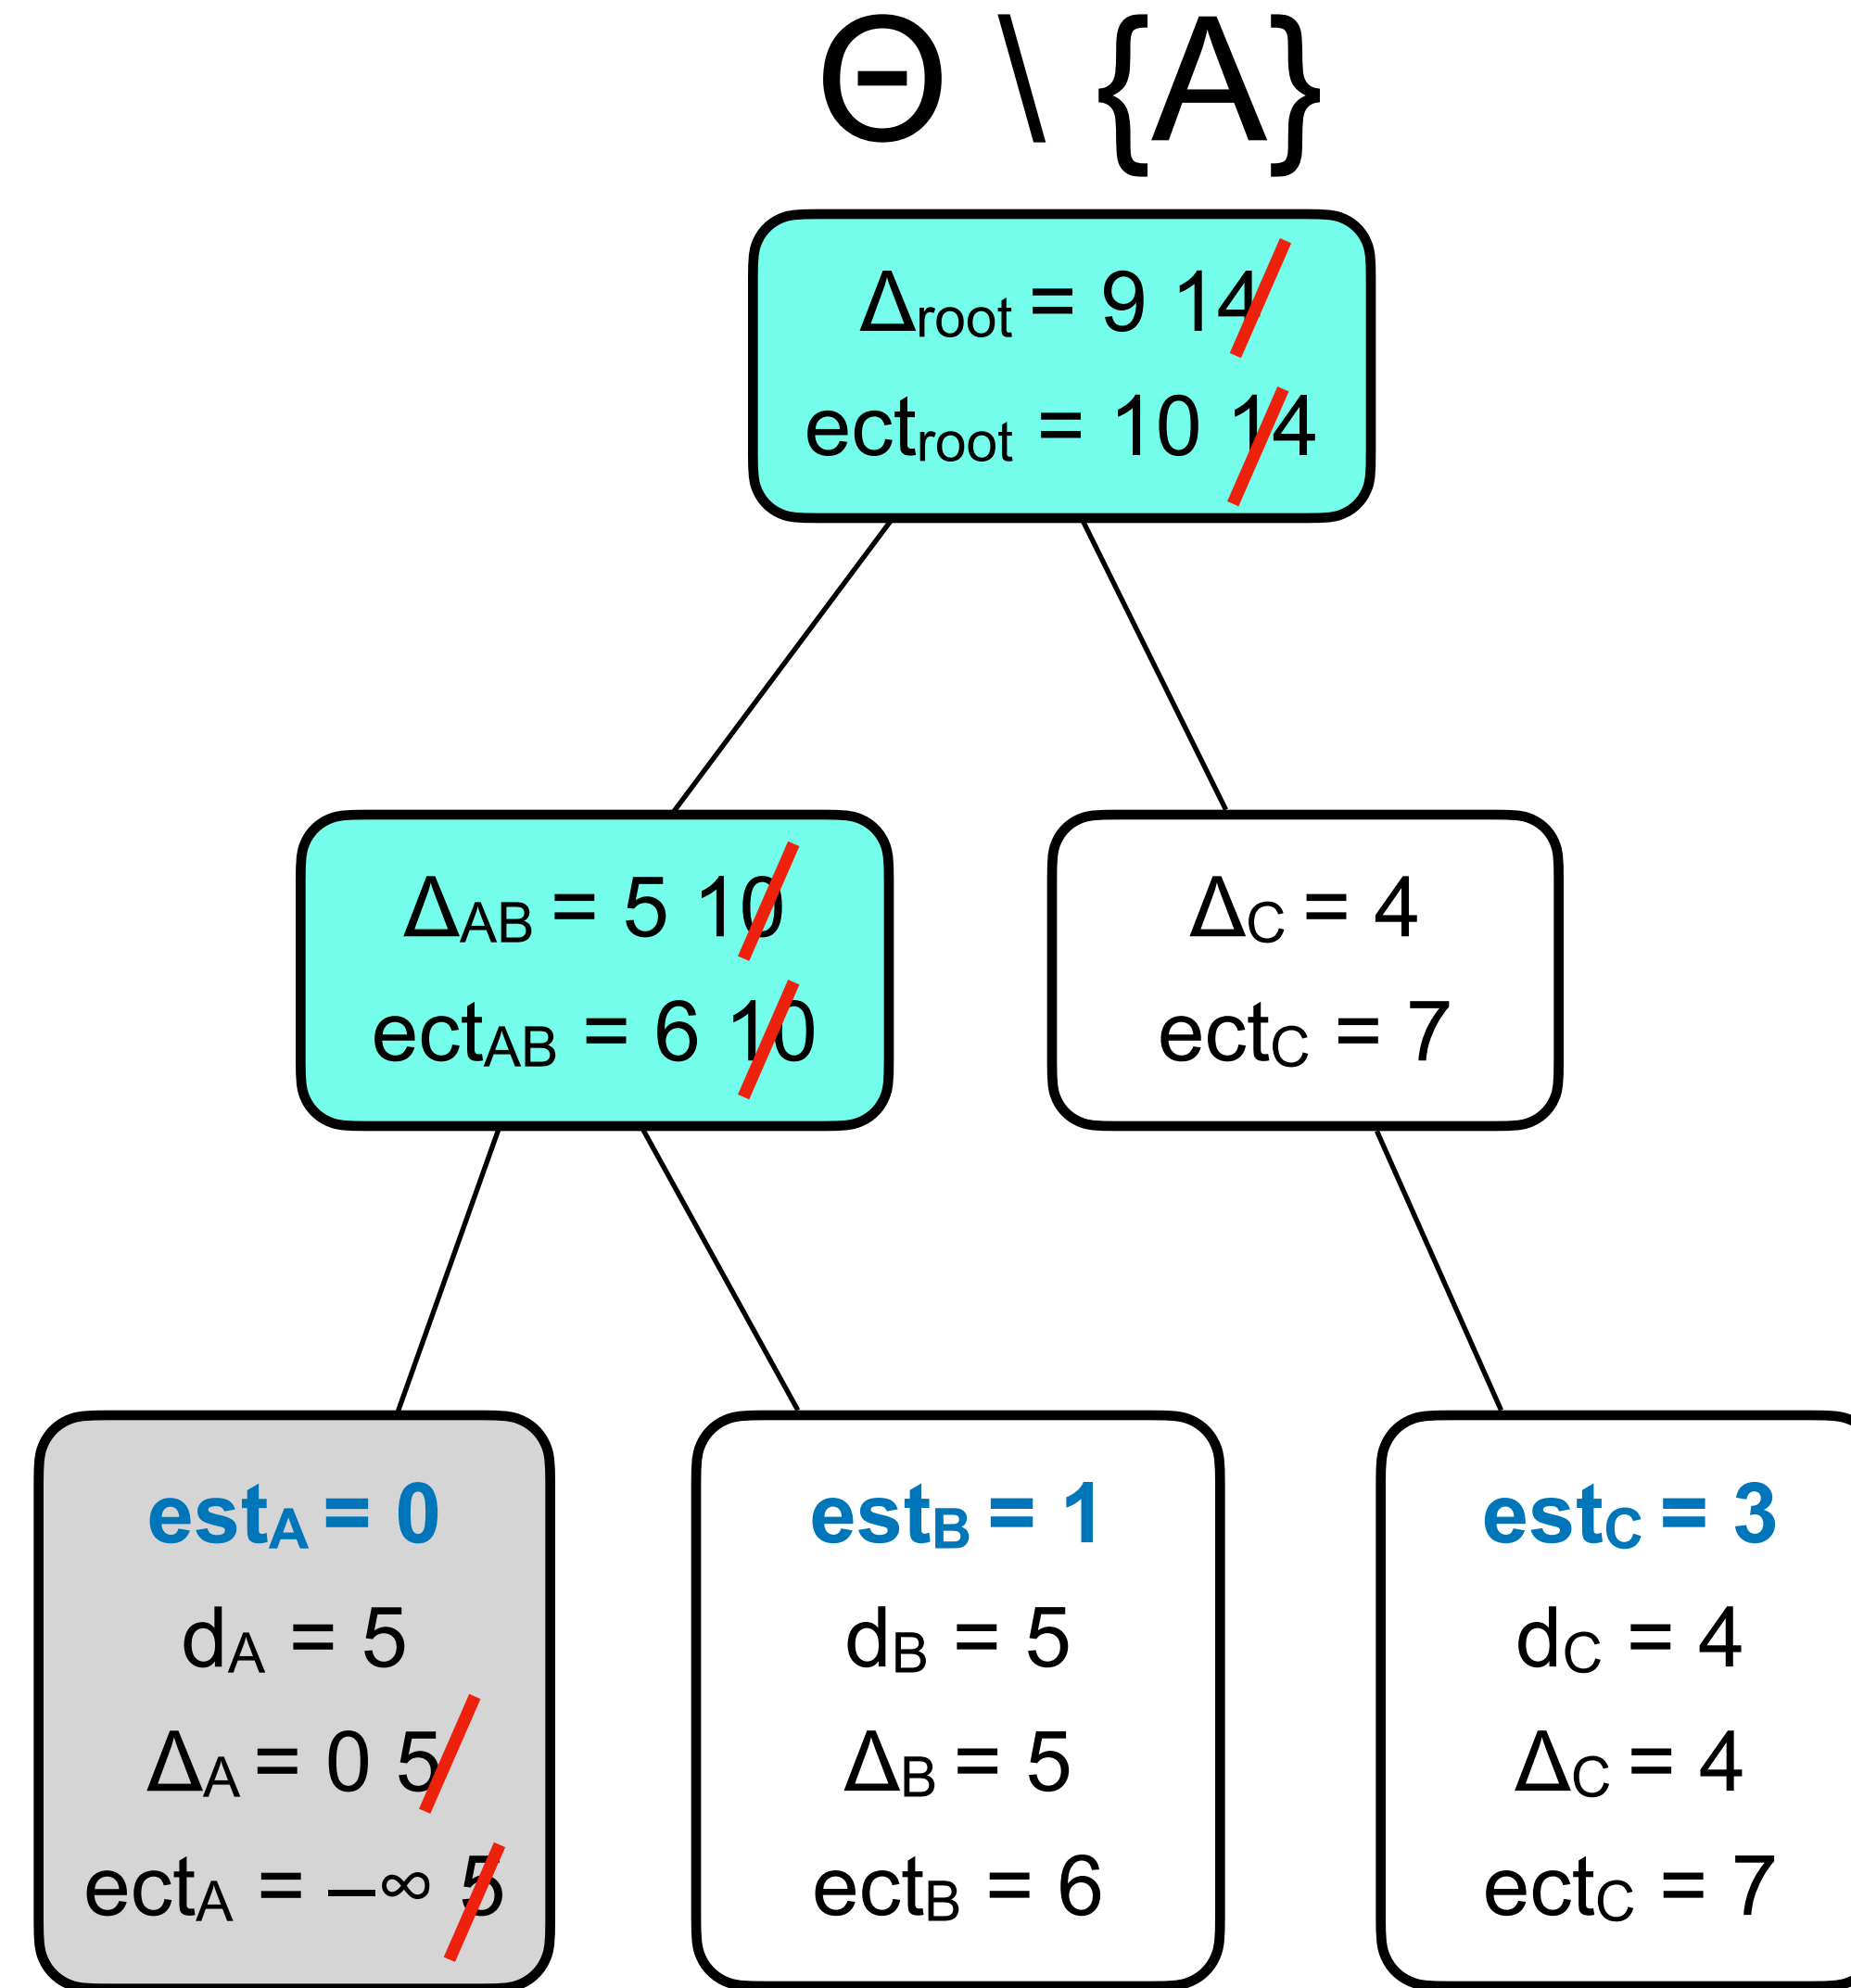 Θ \ {A}
Δroot = 9 14
ectroot = 10 14
ΔAB = 5 10
ectAB = 6 10
ΔC = 4
ectC = 7
estA = 0
dA = 5
ΔA = 0 5
ectA = –∞ 5
estB = 1
dB = 5
ΔB = 5
ectB = 6
estC = 3
dC = 4
ΔC = 4
ectC = 7